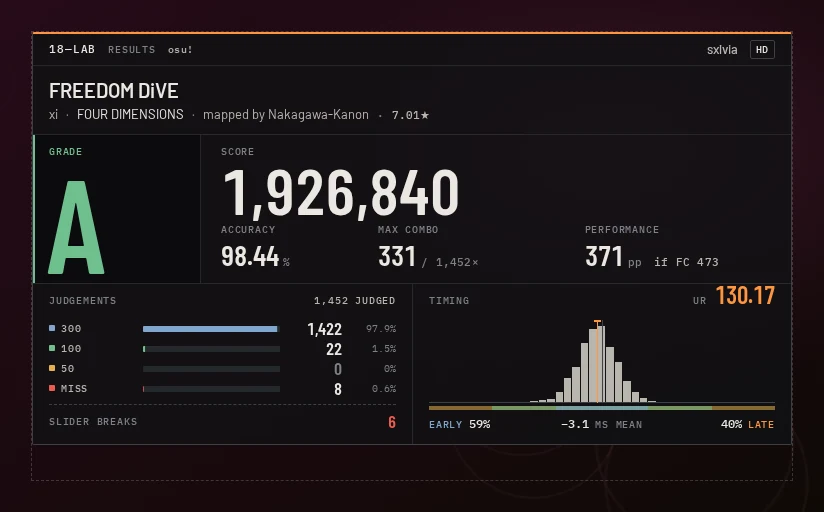 18—LAB RESULTS osu! sxlvla HD
FREEDOM DiVE
xi · FOUR DIMENSIONS · mapped by Nakagawa-Kanon · 7.01★
GRADE
A
SCORE
1,926,840
ACCURACY MAX COMBO PERFORMANCE
98.44 % 331 / 1,452× 371 pp if FC 473
JUDGEMENTS 1,452 JUDGED
300 1,422 97.9%
100 22 1.5%
50 0 0%
MISS 8 0.6%
SLIDER BREAKS 6
TIMING UR 130.17
EARLY 59% −3.1 MS MEAN 40% LATE